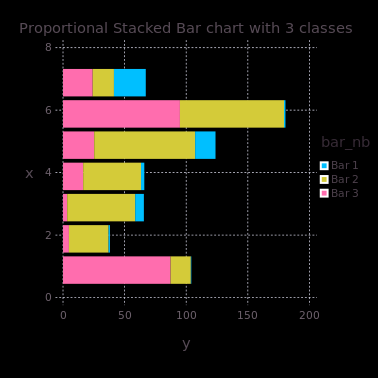 Proportional Stacked Bar chart with 3 classes
8
6
4
2
0
x
0 50 100 150 200
y
bar_nb
Bar 1
Bar 2
Bar 3